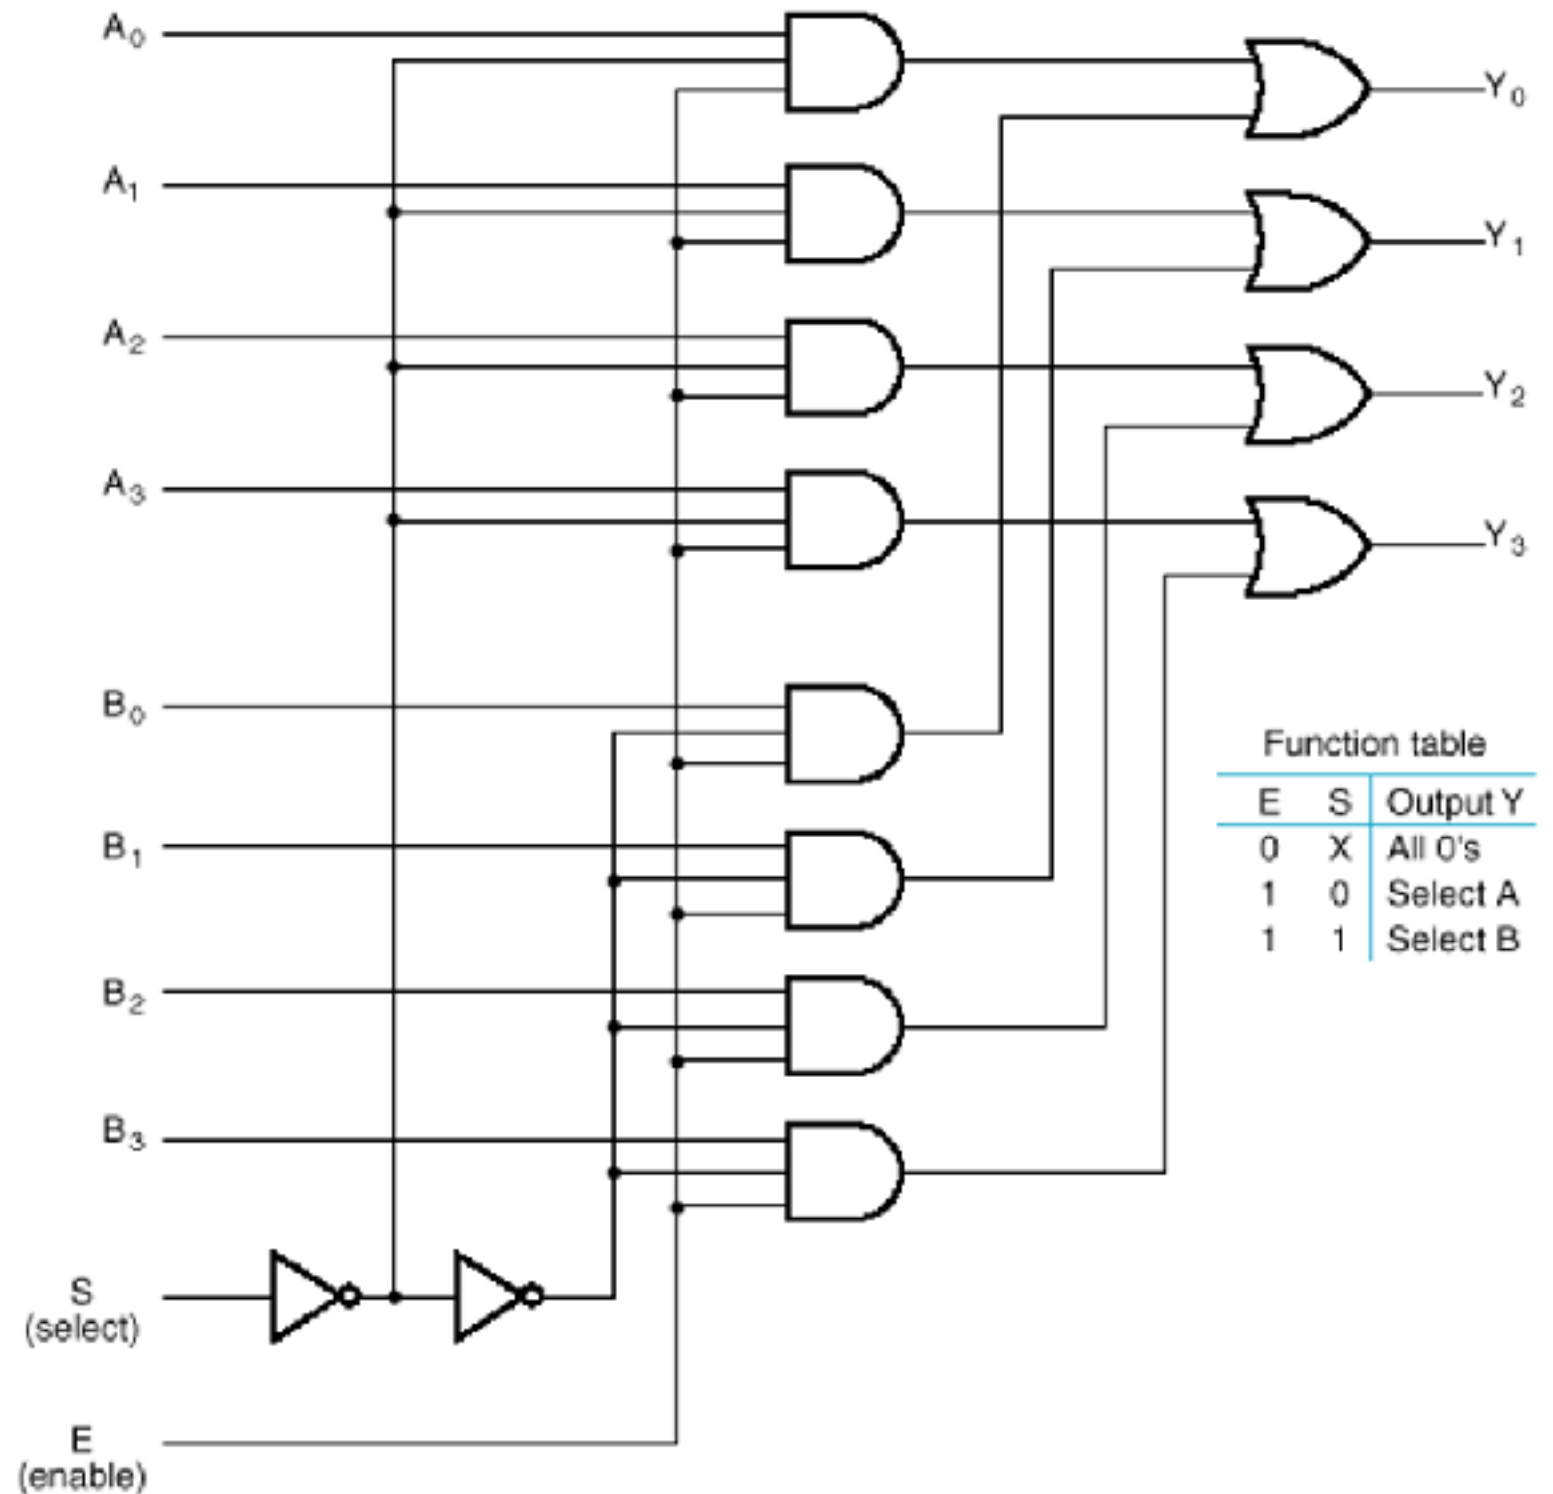 A0
Y0
A1
Y1
A2
Y2
A3
Y3
B0
Function table
E S Output Y
0 X All 0's
1 0 Select A
1 1 Select B
B1
B2
B3
S
(select)
E
(enable)